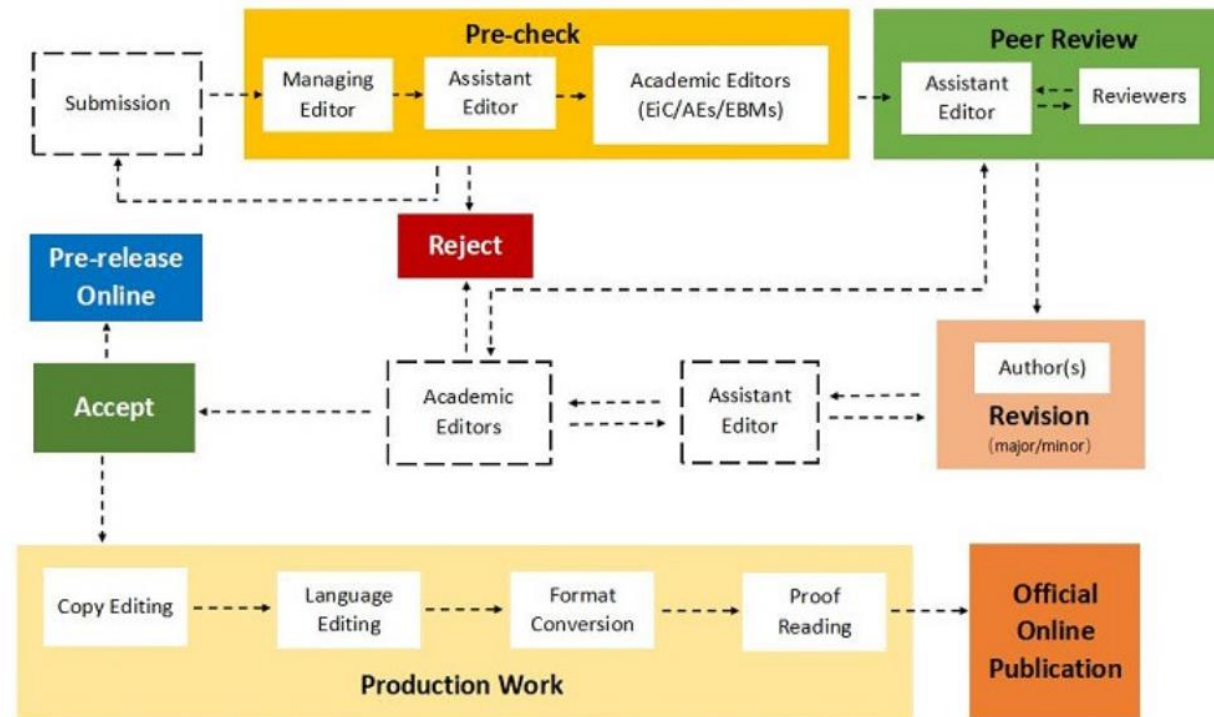 Pre-check
Submission
Managing
Editor
Assistant
Editor
Academic Editors
(EiC/AEs/EBMs)
Peer Review
Assistant
Editor
Reviewers
Reject
Pre-release
Online
Accept
Academic
Editors
Assistant
Editor
Author(s)
Revision
(major/minor)
Copy Editing
Language
Editing
Format
Conversion
Proof
Reading
Production Work
Official
Online
Publication